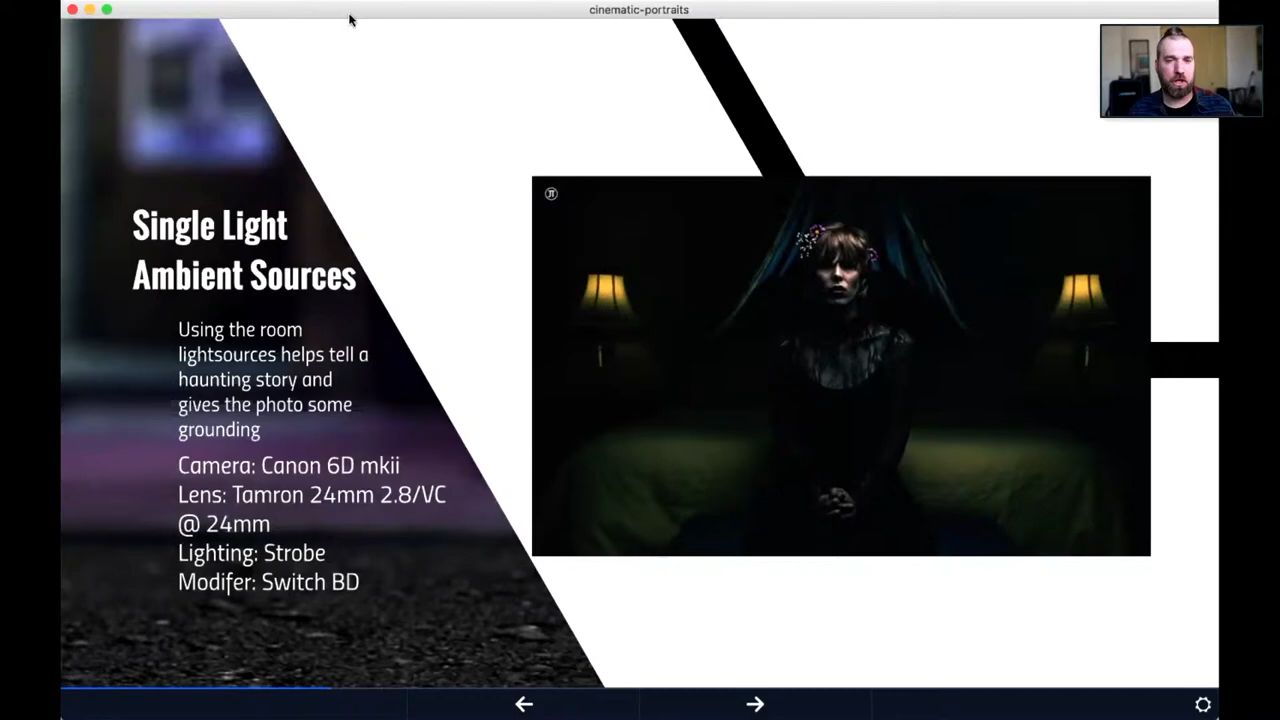 cinematic-portraits
Single Light
Ambient Sources
Using the room
lightsources helps tell a
haunting story and
gives the photo some
grounding
Camera: Canon 6D mkii
Lens: Tamron 24mm 2.8/VC
@ 24mm
Lighting: Strobe
Modifer: Switch BD